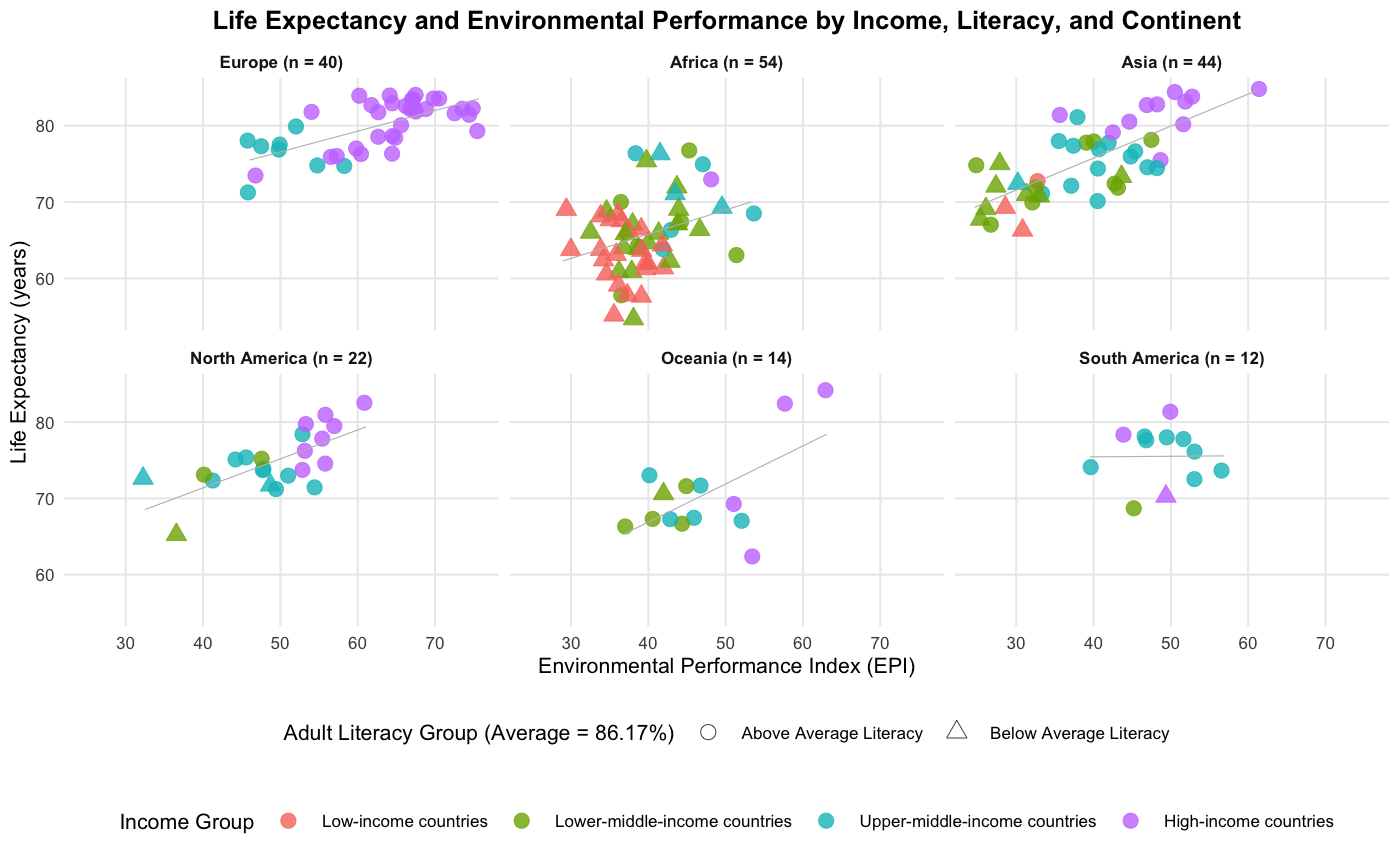 Life Expectancy and Environmental Performance by Income, Literacy, and Continent
Europe (n = 40)
Africa (n = 54)
Asia (n = 44)
80
70
60
North America (n = 22)
Oceania (n = 14)
South America (n = 12)
80
70
60
Life Expectancy (years)
30 40 50 60 70
30 40 50 60 70
30 40 50 60 70
Environmental Performance Index (EPI)
Adult Literacy Group (Average = 86.17%) Above Average Literacy Below Average Literacy
Income Group Low-income countries Lower-middle-income countries Upper-middle-income countries High-income countries